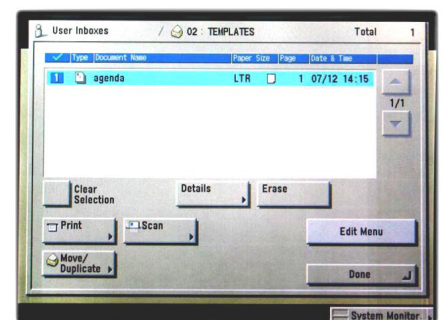 User Inboxes / 02 : TEMPLATES Total 1
Type Document Name Paper Size Page Date & Time
1 agenda LTR 1 07/12 14:15
1/1
Clear Selection Details Erase
Print Scan Edit Menu
Move/ Duplicate Done
System Monitor